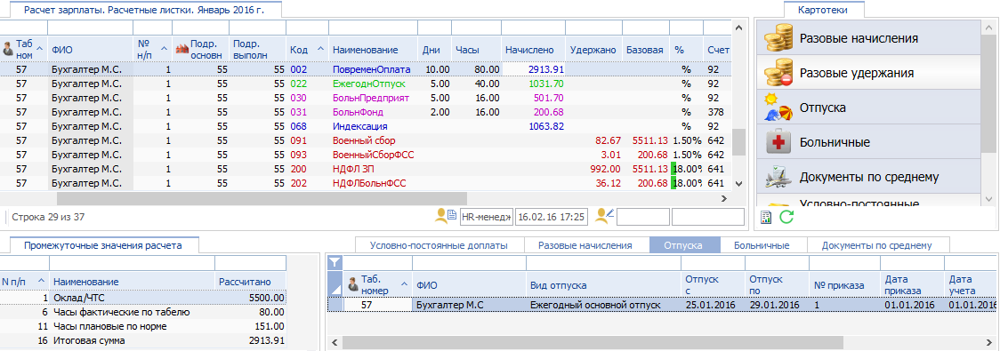 Расчет зарплаты. Расчетные листки. Январь 2016 г.
Таб ном ФИО № п/п Подр. основн Подр. выполн Код Наименование Дни Часы Начислено Удержано Базовая % Счет
57 Бухгалтер М.С. 1 55 55 002 ПовременОплата 10.00 80.00 2913.91 % 92
57 Бухгалтер М.С. 1 55 55 022 ЕжегоднОтпуск 5.00 40.00 1031.70 % 92
57 Бухгалтер М.С. 1 55 55 030 БольнПредприят 5.00 16.00 501.70 % 92
57 Бухгалтер М.С. 1 55 55 031 БольнФонд 2.00 16.00 200.68 % 378
57 Бухгалтер М.С. 1 55 55 068 Индексация 1063.82 % 92
57 Бухгалтер М.С. 1 55 55 091 Военный сбор 82.67 5511.13 1.50% 642
57 Бухгалтер М.С. 1 55 55 093 ВоенныйСборФСС 3.01 200.68 1.50% 642
57 Бухгалтер М.С. 1 55 55 200 НДФЛ ЗП 992.00 5511.13 18.00% 641
57 Бухгалтер М.С. 1 55 55 202 НДФЛБольнФСС 36.12 200.68 18.00% 641
Строка 29 из 37 HR-менедж 16.02.16 17:25
Картотеки
Разовые начисления
Разовые удержания
Отпуска
Больничные
Документы по среднему
Условно-постоянные
Промежуточные значения расчета
N п/п Наименование Рассчитано
1 Оклад/ЧТС 5500.00
6 Часы фактические по табелю 80.00
11 Часы плановые по норме 151.00
16 Итоговая сумма 2913.91
Условно-постоянные доплаты Разовые начисления Отпуска Больничные Документы по среднему
Таб. номер ФИО Вид отпуска Отпуск с Отпуск по № приказа Дата приказа Дата учета
57 Бухгалтер М.С Ежегодный основной отпуск 25.01.2016 29.01.2016 1 01.01.2016 01.01.2016